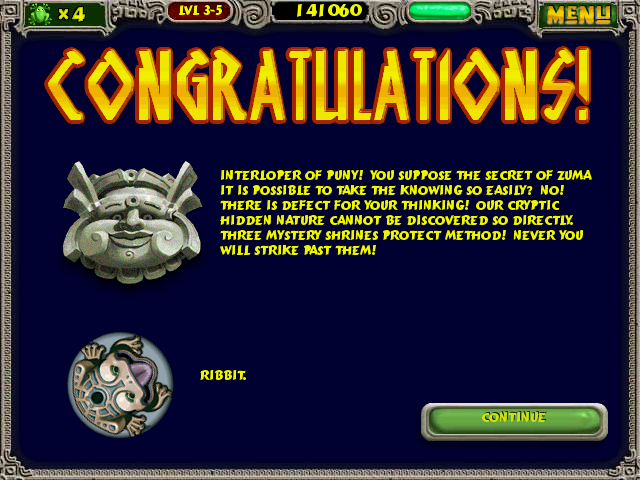 ×4
LVL 3-5
141060
MENU
CONGRATULATIONS!
INTERLOPER OF PUNY! YOU SUPPOSE THE SECRET OF ZUMA
IT IS POSSIBLE TO TAKE THE KNOWING SO EASILY? NO!
THERE IS DEFECT FOR YOUR THINKING! OUR CRYPTIC
HIDDEN NATURE CANNOT BE DISCOVERED SO DIRECTLY.
THREE MYSTERY SHRINES PROTECT METHOD! NEVER YOU
WILL STRIKE PAST THEM!
RIBBIT.
CONTINUE